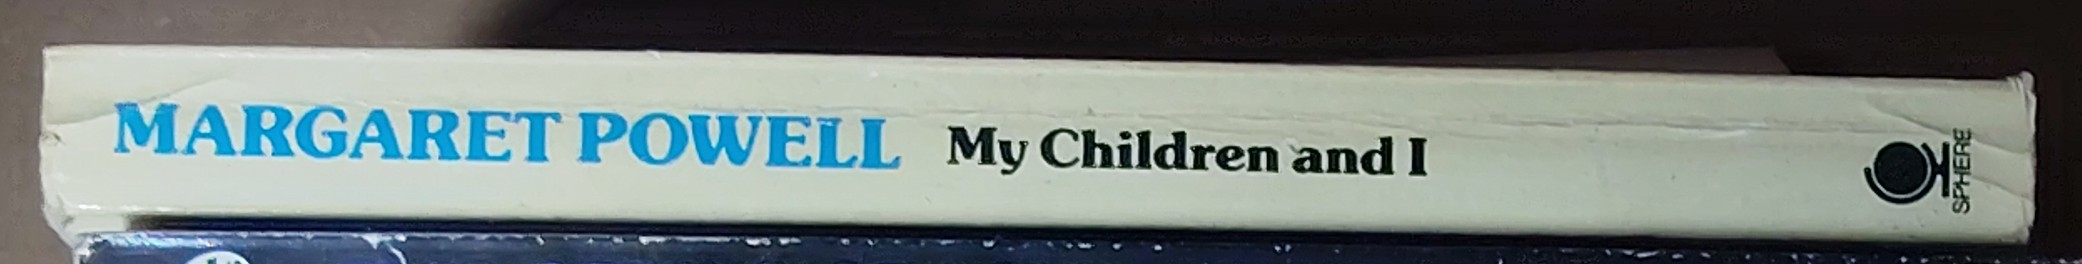 MARGARET POWELL My Children and I
SPHERE